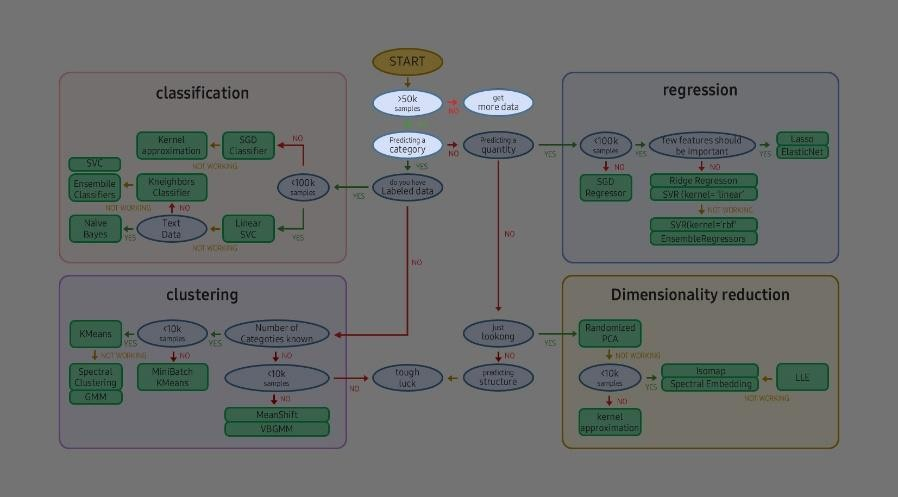 START
>50k
samples
NO
get
more data
YES
Predicting a
category
NO
Predicting a
quantity
YES
YES
do you have
Labeled data
YES
NO
NO
classification
Kernel
approximation
SGD
Classifier
NO
NOT WORKING
SVC
Ensembile
Classifiers
Kneighbors
Classifier
<100k
samples
NOT WORKING
NO
Naive
Bayes
YES
Text
Data
Linear
SVC
YES
NOT WORKING
regression
<100k
samples
YES
few features should
be important
YES
Lasso
ElasticNet
NO
NO
SGD
Regressor
Ridge Regresson
SVR (kernel= 'linear'
NOT WORKING
SVR(kernel='rbf'
EnsembleRegressors
clustering
KMeans
YES
<10k
samples
YES
Number of
Categoties known
NOT WORKING
NO
NO
Spectral
Clustering
GMM
MiniBatch
KMeans
<10k
samples
NO
NO
MeanShift
VBGMM
tough
luck
just
lookong
YES
NO
predicting
structure
Dimensionality reduction
Randomized
PCA
NOT WORKING
<10k
samples
YES
Isomap
Spectral Embedding
LLE
NOT WORKING
NO
kernel
approximation